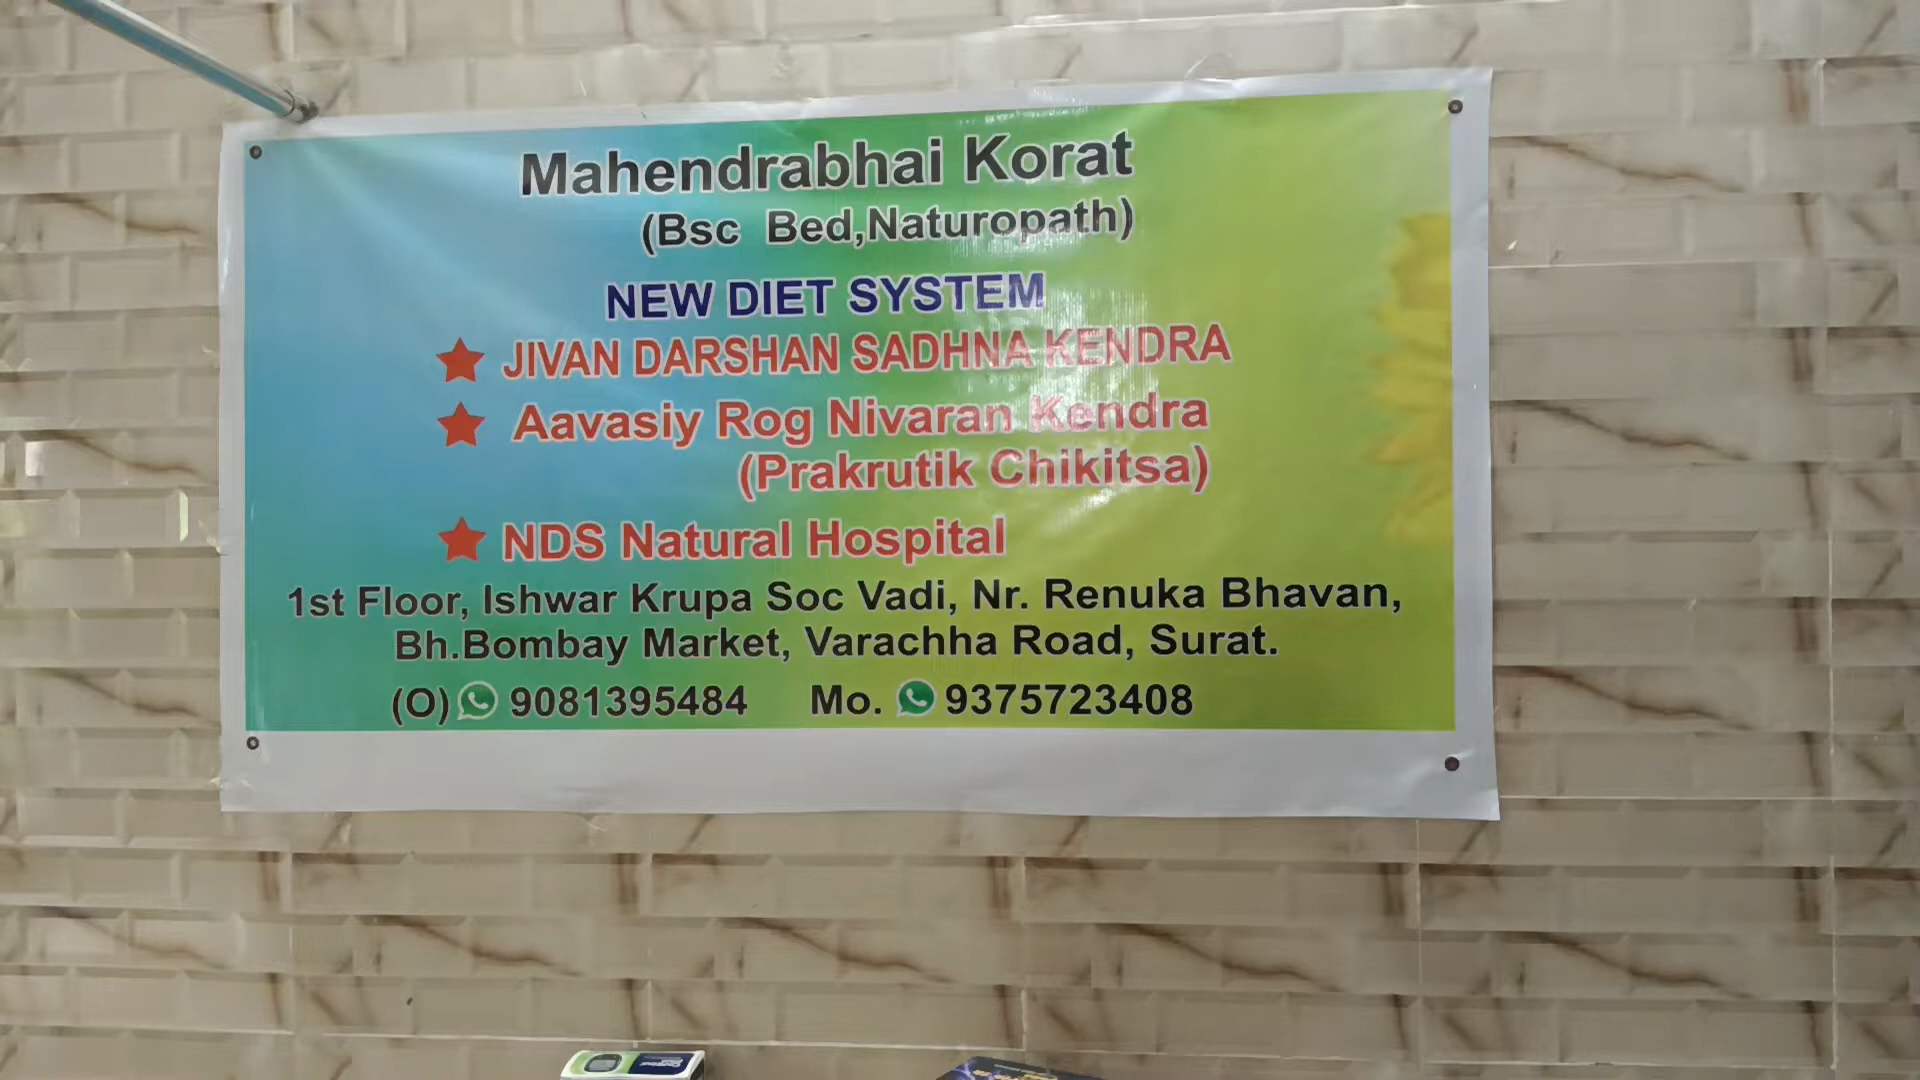 Mahendrabhai Korat
(Bsc Bed,Naturopath)
NEW DIET SYSTEM
JIVAN DARSHAN SADHNA KENDRA
Aavasiy Rog Nivaran Kendra
(Prakrutik Chikitsa)
NDS Natural Hospital
1st Floor, Ishwar Krupa Soc Vadi, Nr. Renuka Bhavan,
Bh.Bombay Market, Varachha Road, Surat.
(O) 9081395484 Mo. 9375723408